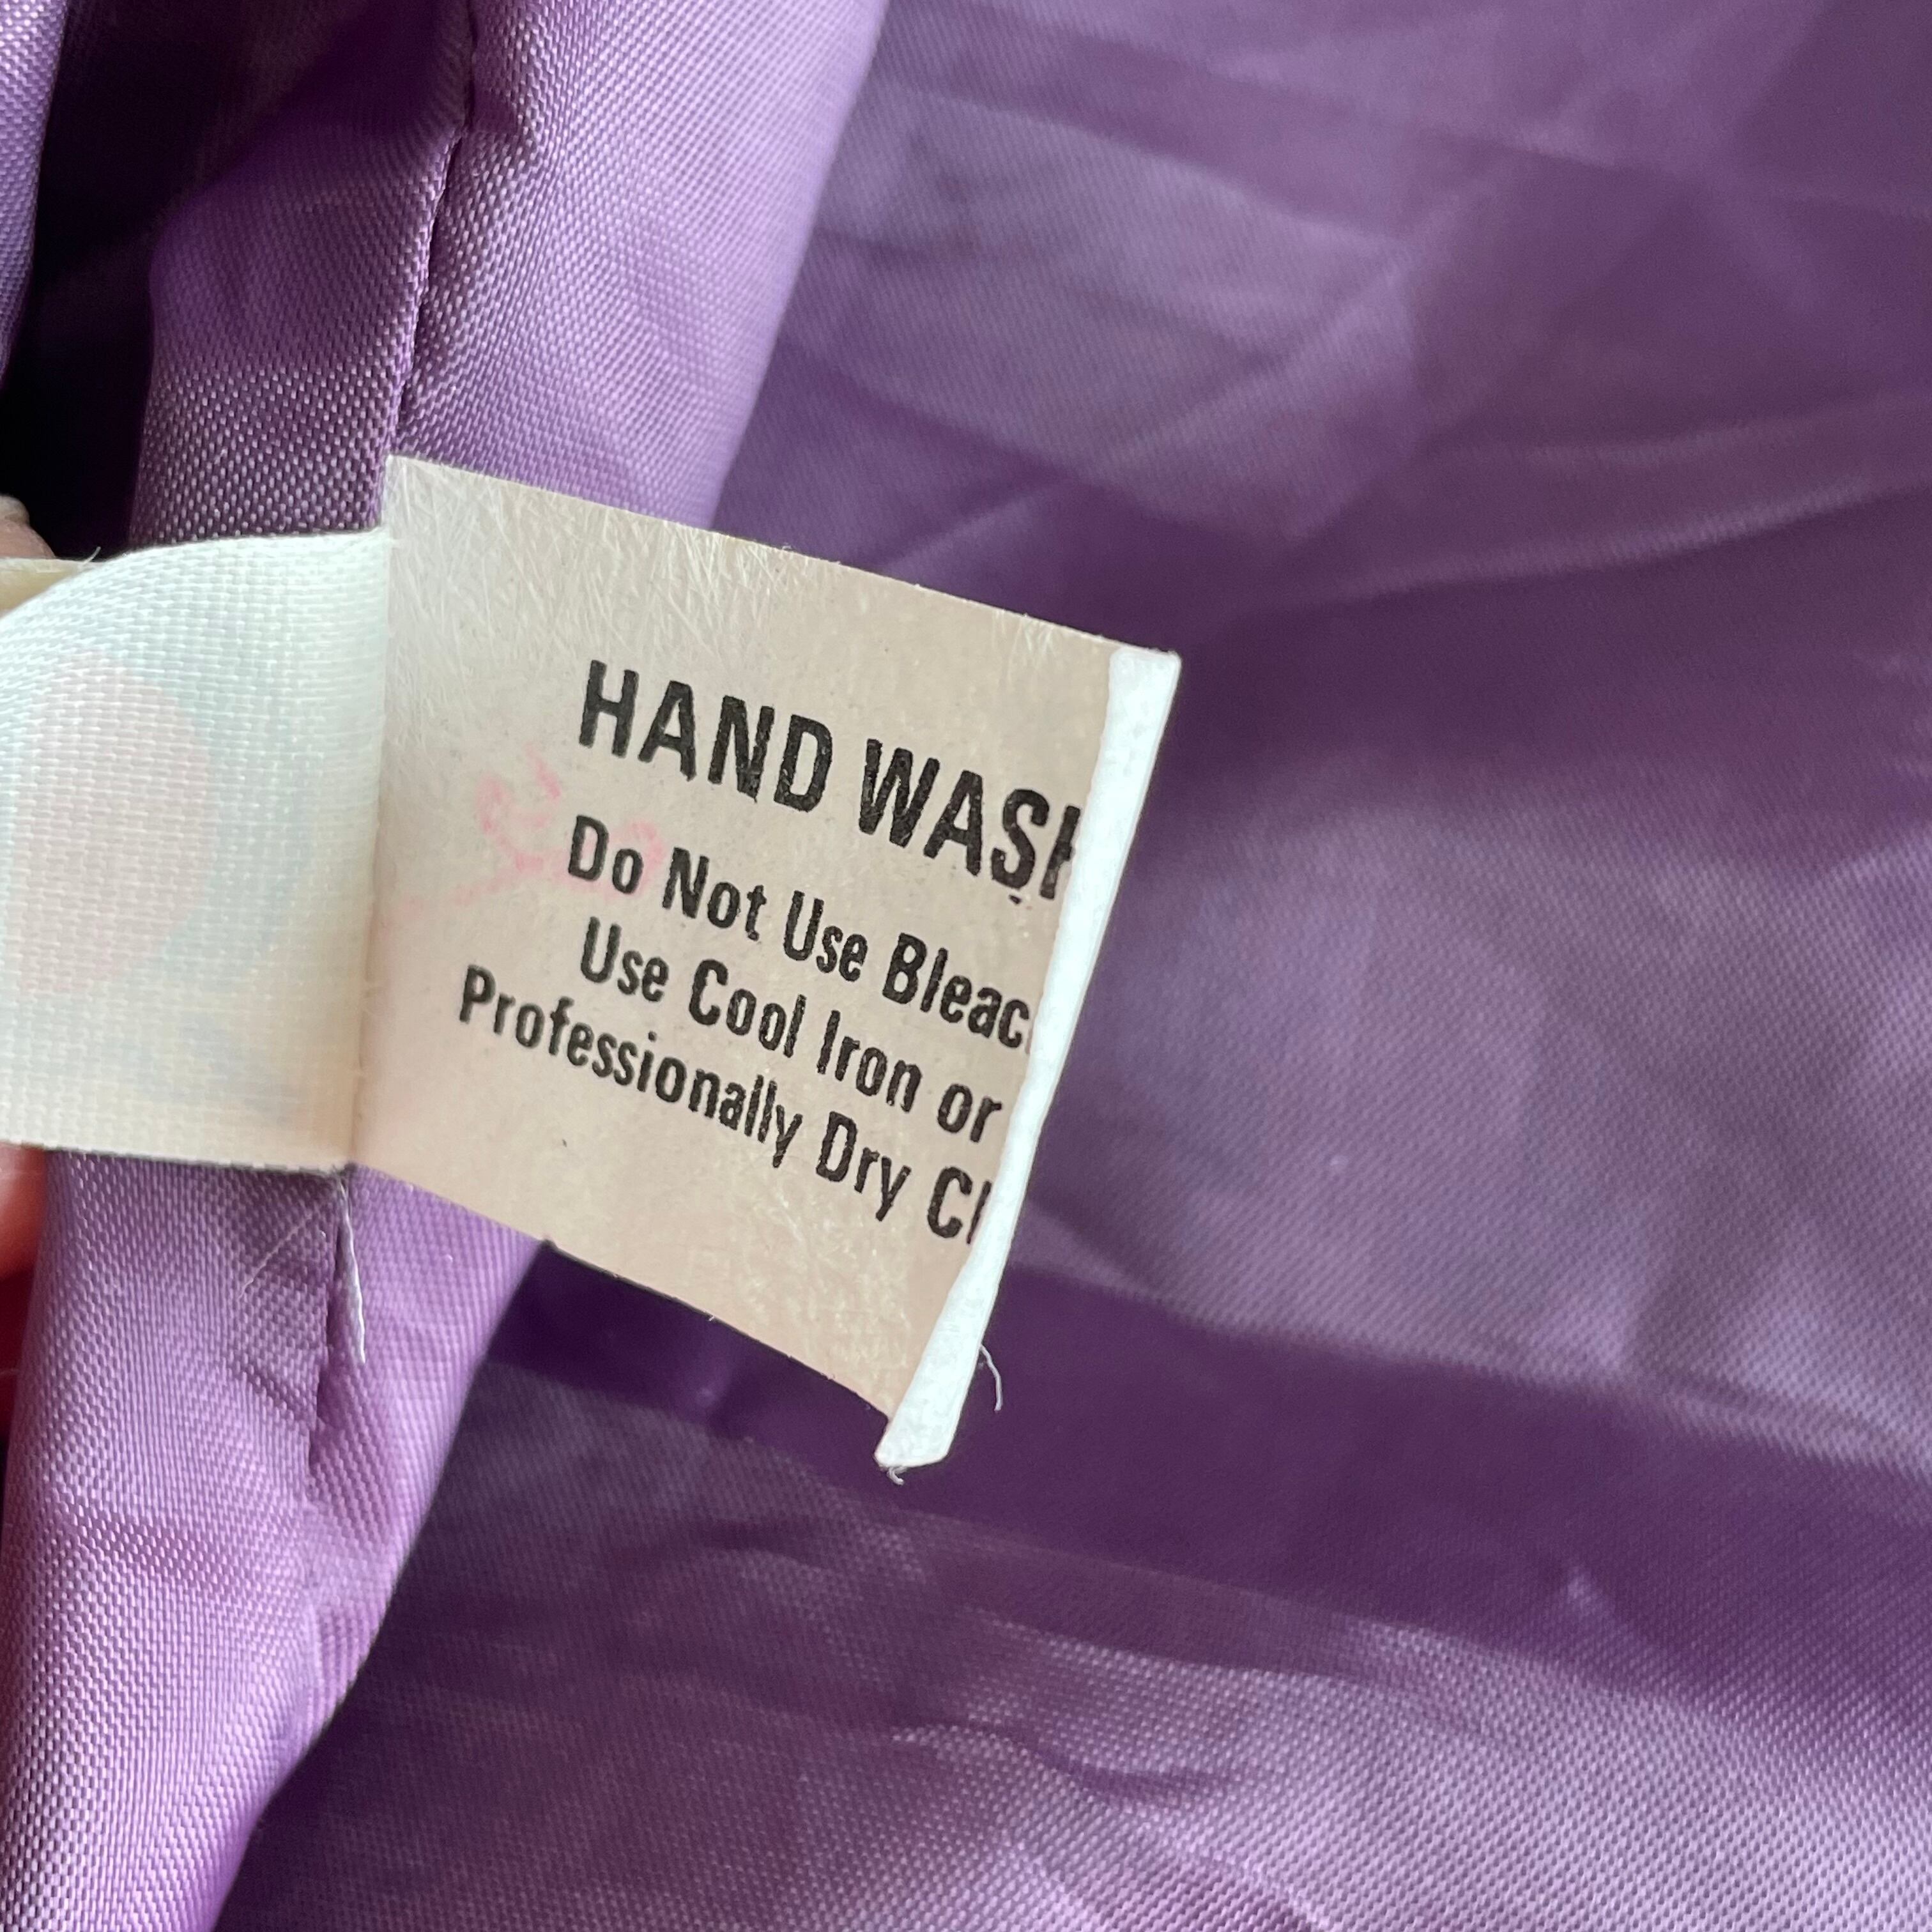 HAND WASH
Do Not Use Bleac
Use Cool Iron or
Professionally Dry Cl